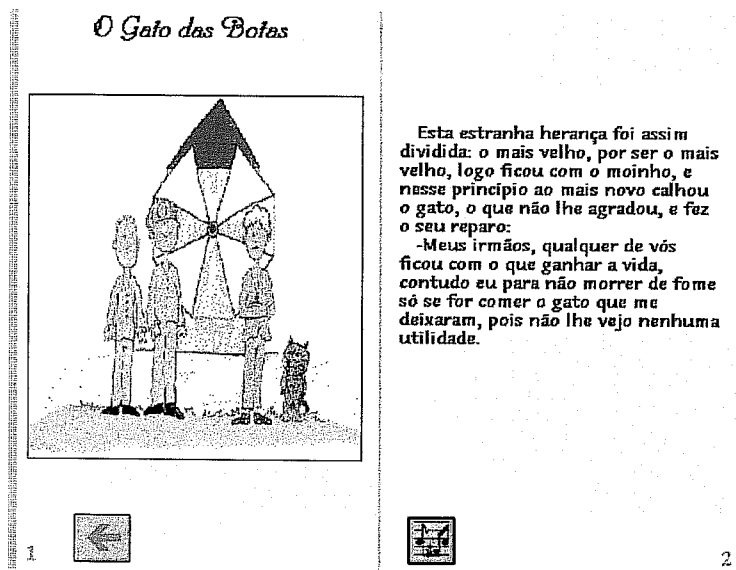 O Gato das Botas
Esta estranha herança foi assim
dividida: o mais velho, por ser o mais
velho, logo ficou com o moinho, e
nesse princípio ao mais novo calhou
o gato, o que não lhe agradou, e fez
o seu reparo:
-Meus irmãos, qualquer de vós
ficou com o que ganhar a vida,
contudo eu para não morrer de fome
só se for comer o gato que me
deixaram, pois não lhe vejo nenhuma
utilidade.
2